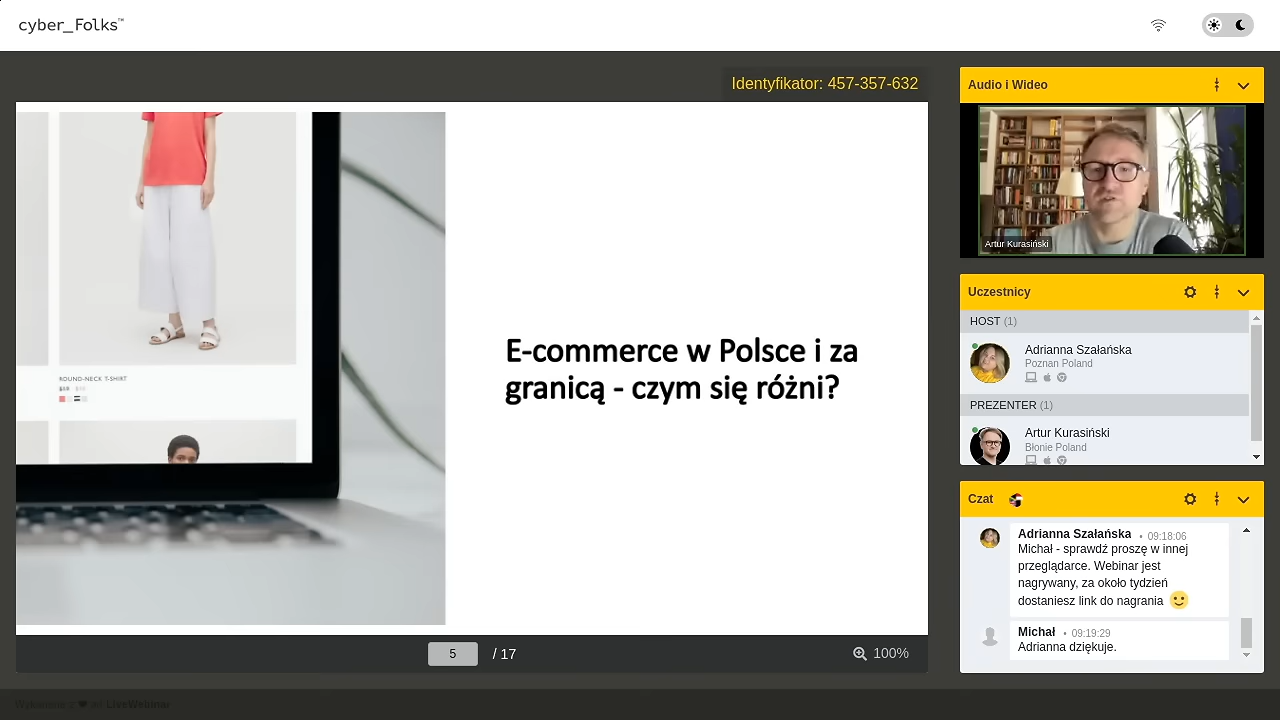 cyber_Folks™
Identyfikator: 457-357-632
ROUND-NECK T-SHIRT
E-commerce w Polsce i za
granicą - czym się różni?
5 / 17
100%
Audio i Wideo
Artur Kurasiński
Uczestnicy
HOST (1)
Adrianna Szałańska
Poznan Poland
PREZENTER (1)
Artur Kurasiński
Błonie Poland
Czat
Adrianna Szałańska • 09:18:06
Michał - sprawdź proszę w innej
przeglądarce. Webinar jest
nagrywany, za około tydzień
dostaniesz link do nagrania 🙂
Michał • 09:19:29
Adrianna dziękuje.
LiveWebinar